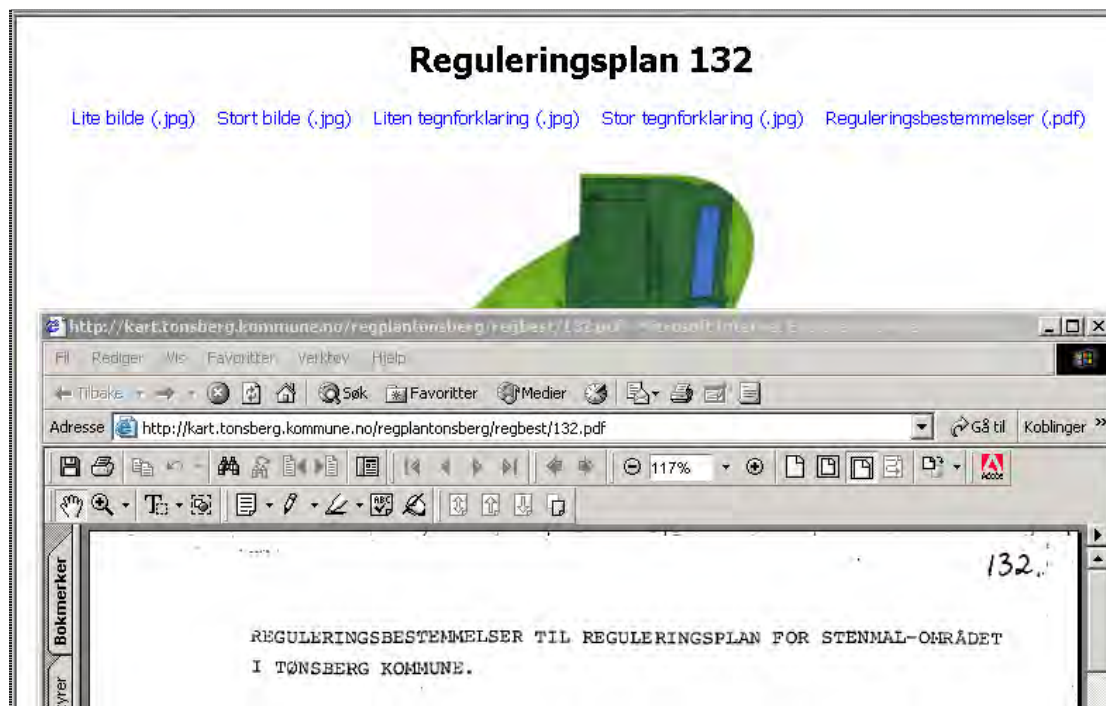 Reguleringsplan 132
Lite bilde (.jpg) Stort bilde (.jpg) Liten tegnforklaring (.jpg) Stor tegnforklaring (.jpg) Reguleringsbestemmelser (.pdf)
http://kart.tonsberg.kommune.no/regplantonsberg/regbest/132.pdf - Microsoft Internet E
Fil Rediger Vis Favoritter Verktøy Hjelp
Tilbake Søk Favoritter Medier
Adresse http://kart.tonsberg.kommune.no/regplantonsberg/regbest/132.pdf Gå til Koblinger »
117% Adobe
Bokmerker
132.
REGULERINGSBESTEMMELSER TIL REGULERINGSPLAN FOR STENMAL-OMRÅDET
I TØNSBERG KOMMUNE.